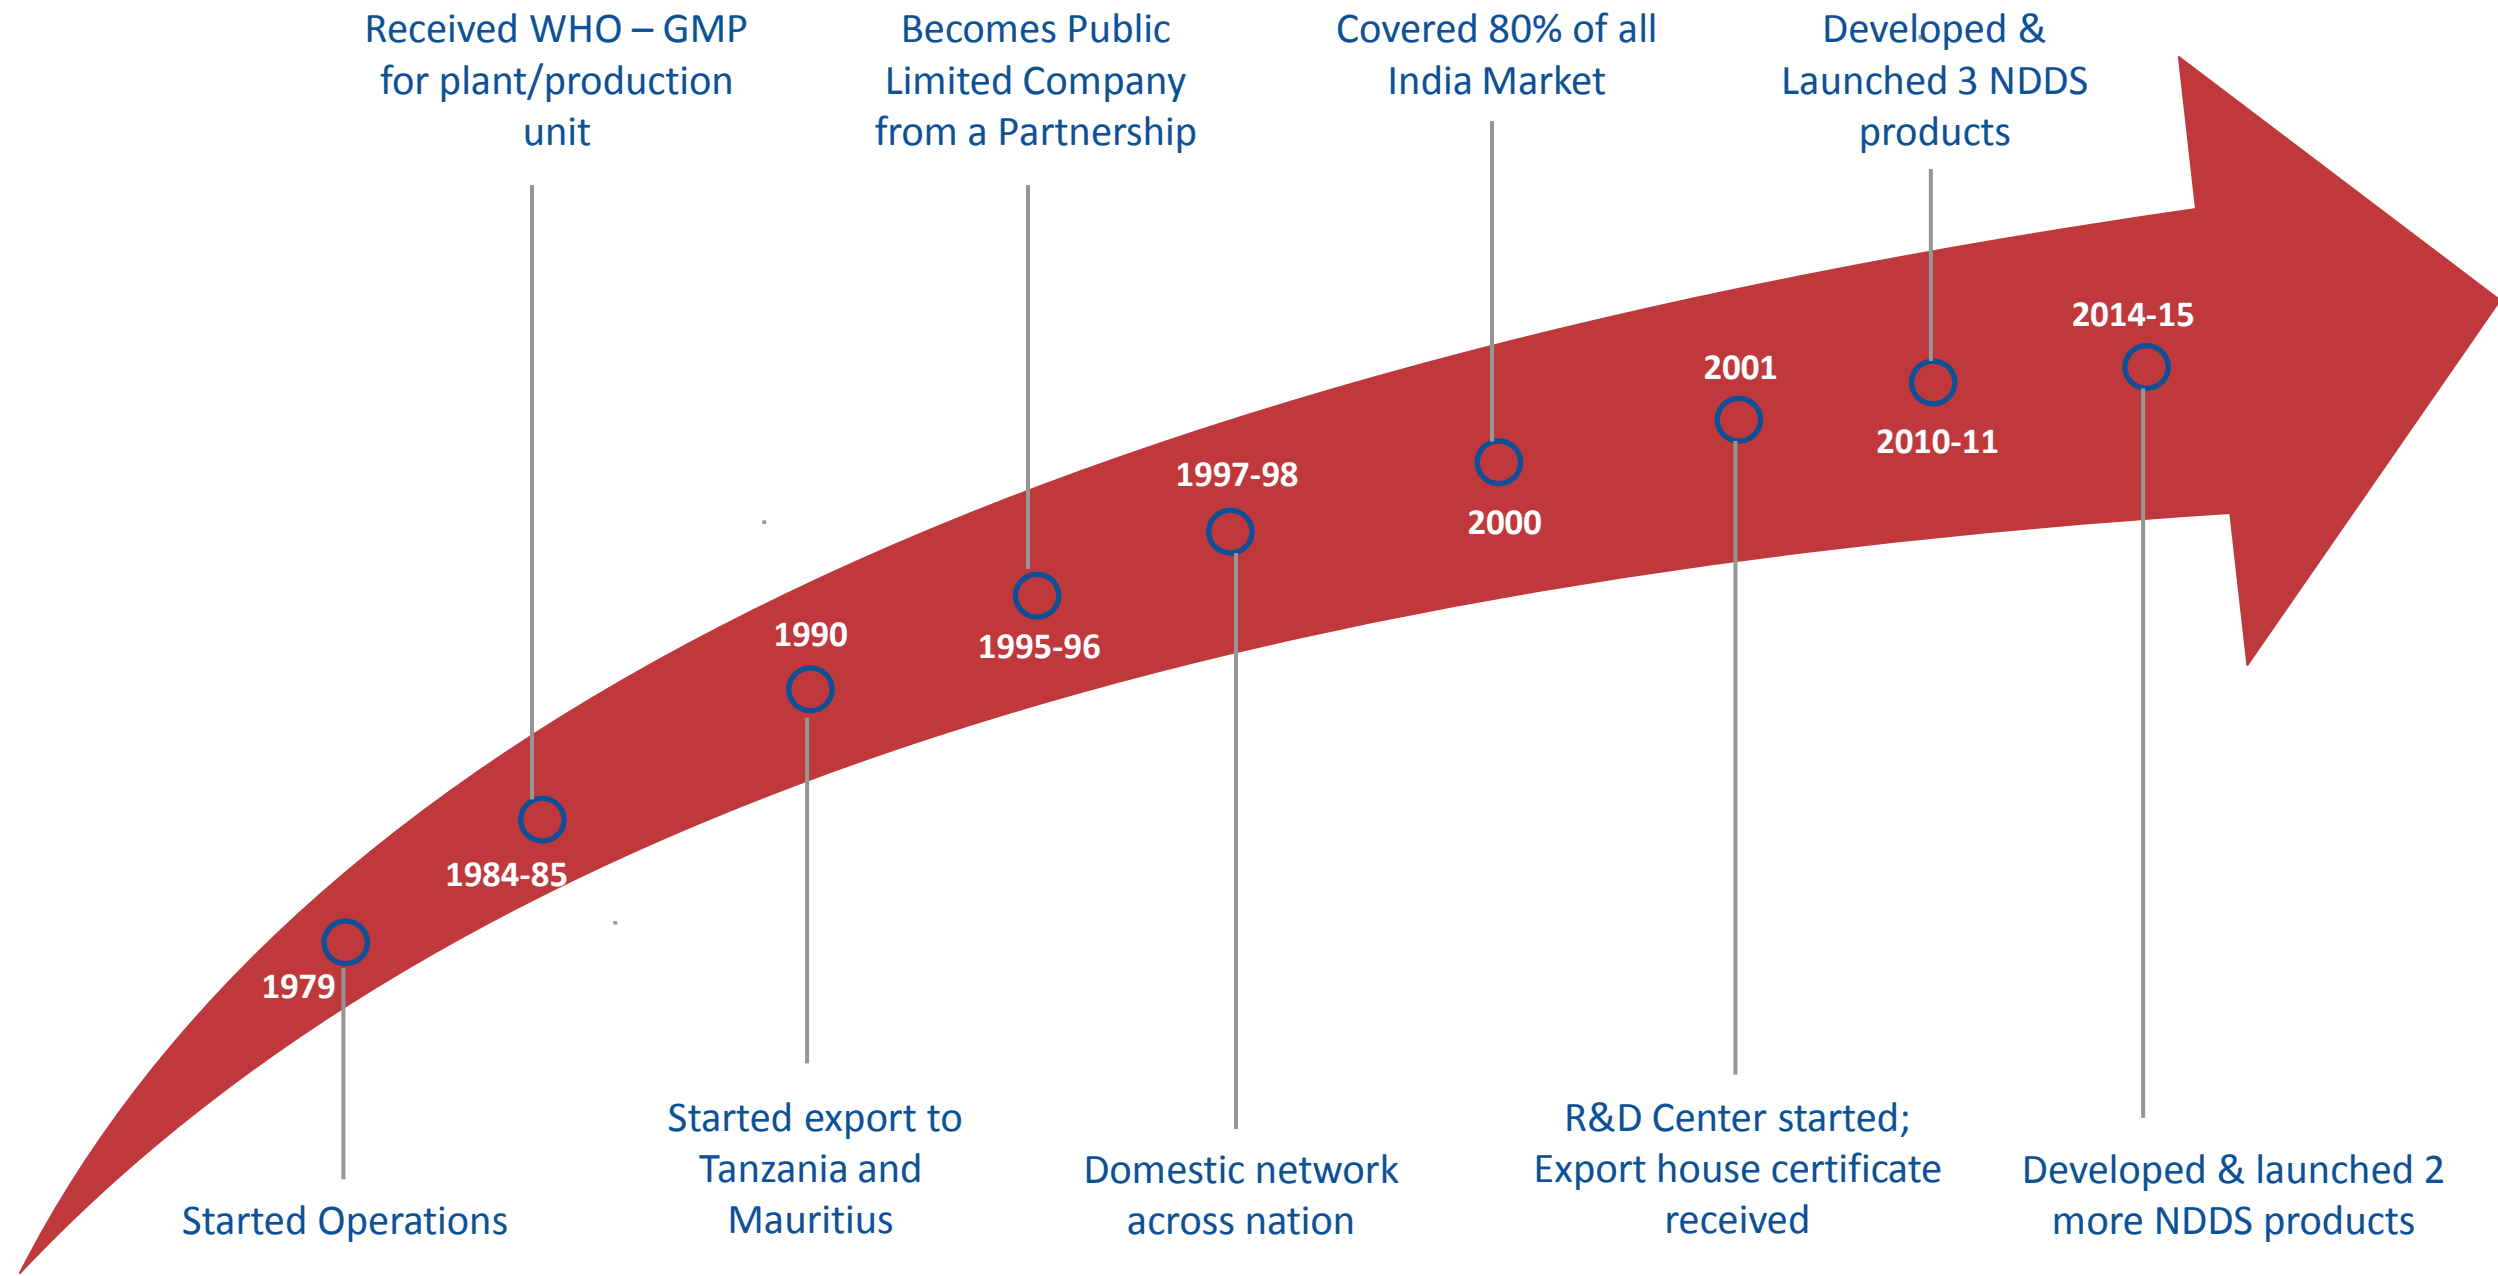 Received WHO – GMP
for plant/production
unit
Becomes Public
Limited Company
from a Partnership
Covered 80% of all
India Market
Developed &
Launched 3 NDDS
products
2014-15
2001
2010-11
1997-98
2000
1990
1995-96
1984-85
1979
Started Operations
Started export to
Tanzania and
Mauritius
Domestic network
across nation
R&D Center started;
Export house certificate
received
Developed & launched 2
more NDDS products